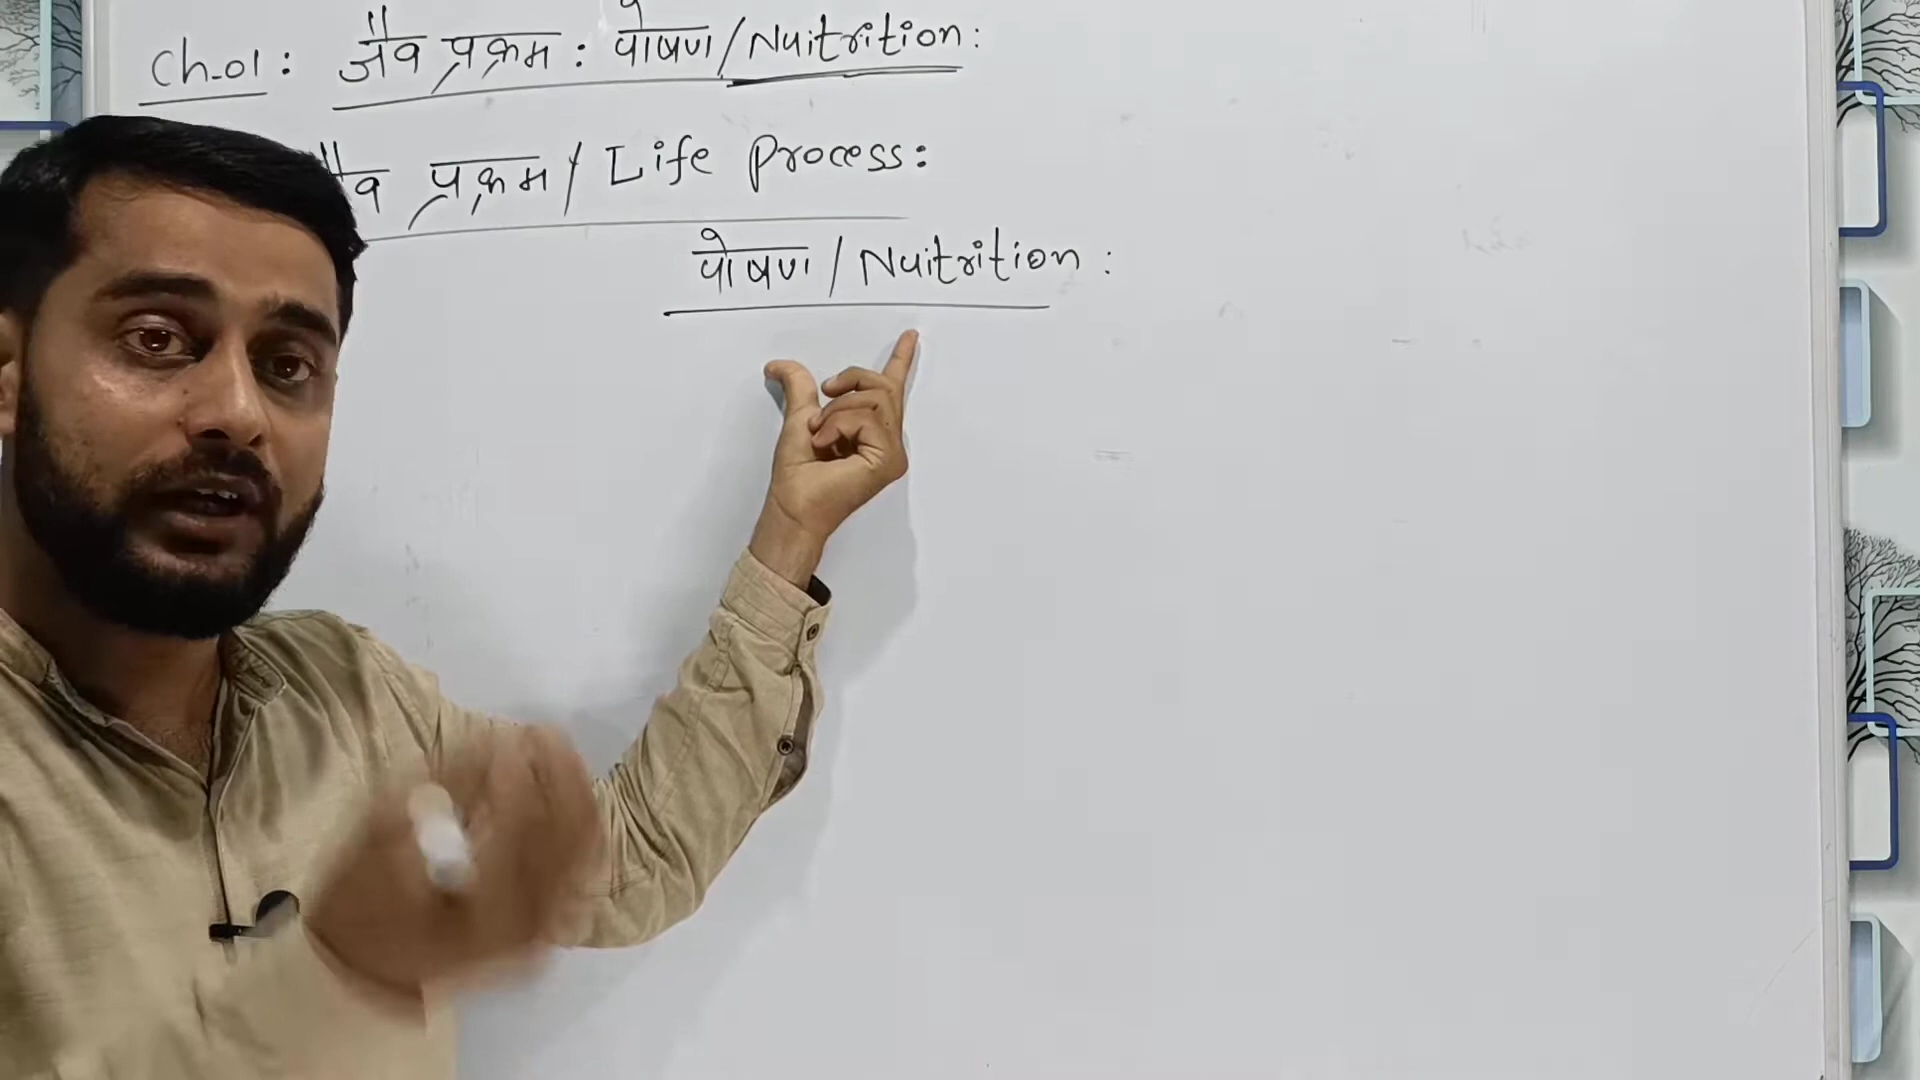 Ch-01: जैव प्रक्रम : पोषण / Nuitrition :
जैव प्रक्रम / Life Process:
पोषण / Nuitrition :